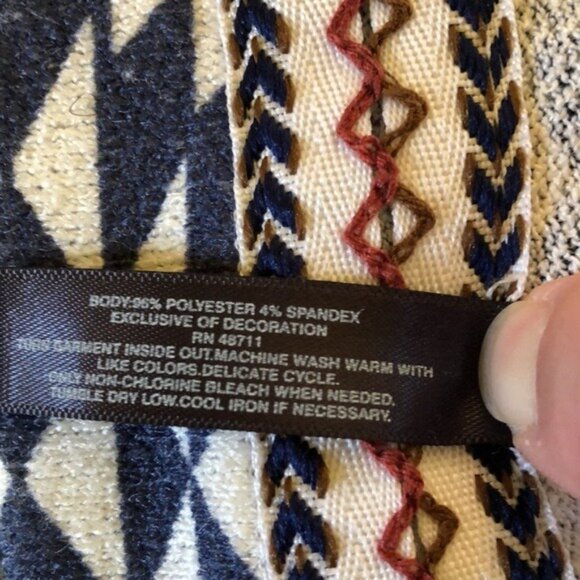 BODY:96% POLYESTER 4% SPANDEX
EXCLUSIVE OF DECORATION
RN 48711
TURN GARMENT INSIDE OUT.MACHINE WASH WARM WITH
LIKE COLORS.DELICATE CYCLE.
ONLY NON-CHLORINE BLEACH WHEN NEEDED.
TUMBLE DRY LOW.COOL IRON IF NECESSARY.